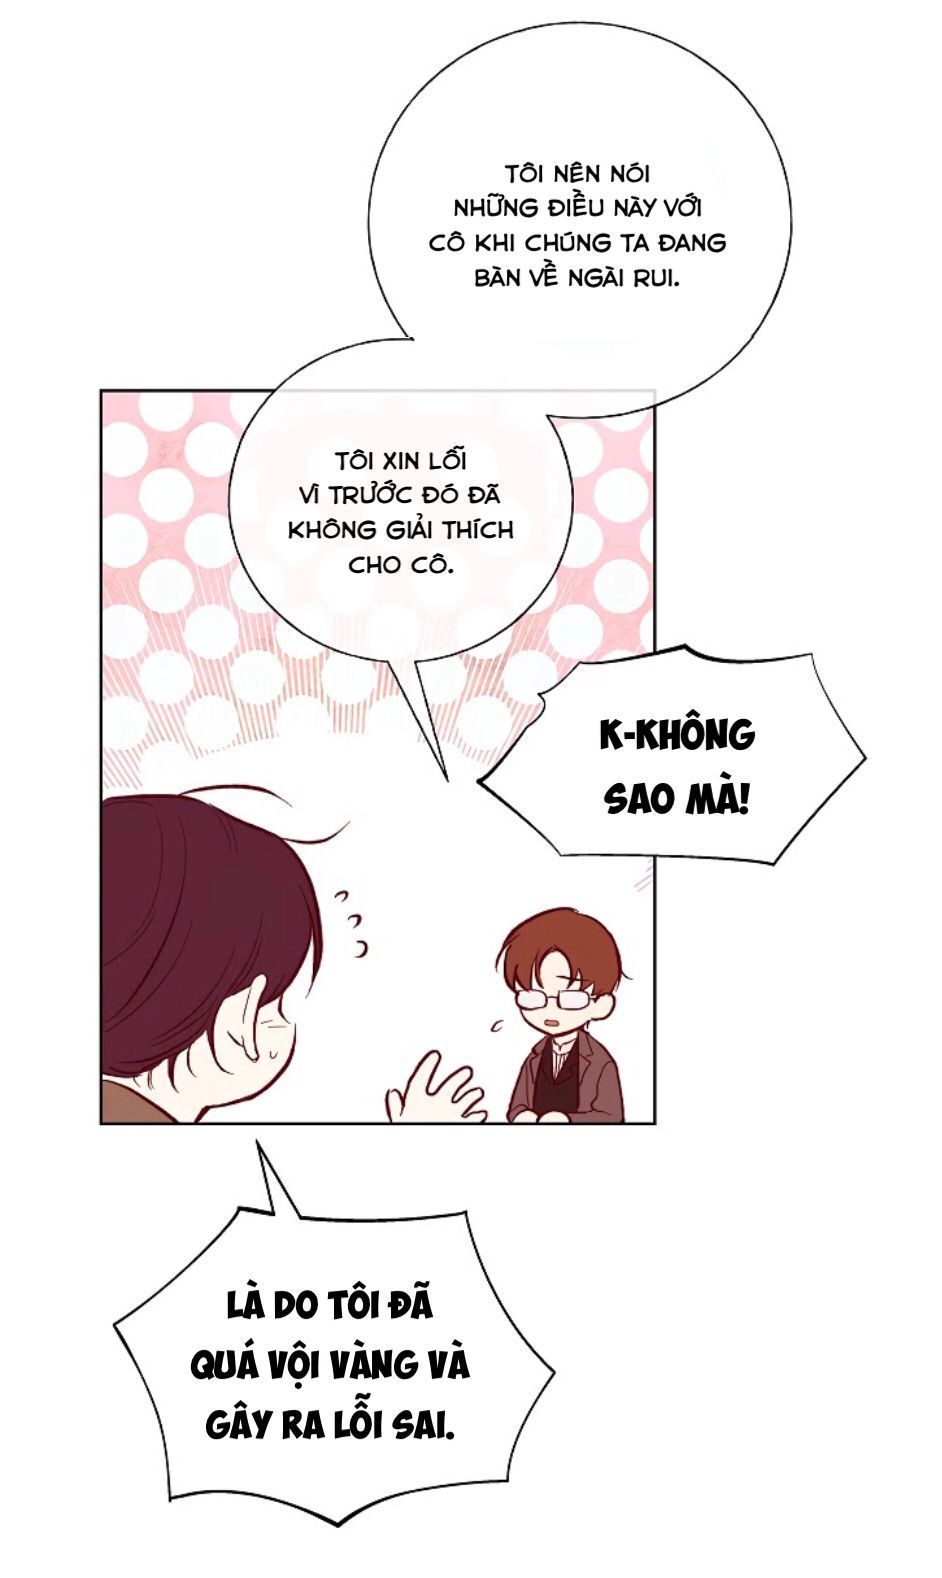 TÔI NÊN NÓI
NHỮNG ĐIỀU NÀY VỚI
CÔ KHI CHÚNG TA ĐANG
BÀN VỀ NGÀI RUI.
TÔI XIN LỖI
VÌ TRƯỚC ĐÓ ĐÃ
KHÔNG GIẢI THÍCH
CHO CÔ.
K-KHÔNG
SAO MÀ!
LÀ DO TÔI ĐÃ
QUÁ VỘI VÀNG VÀ
GÂY RA LỖI SAI.